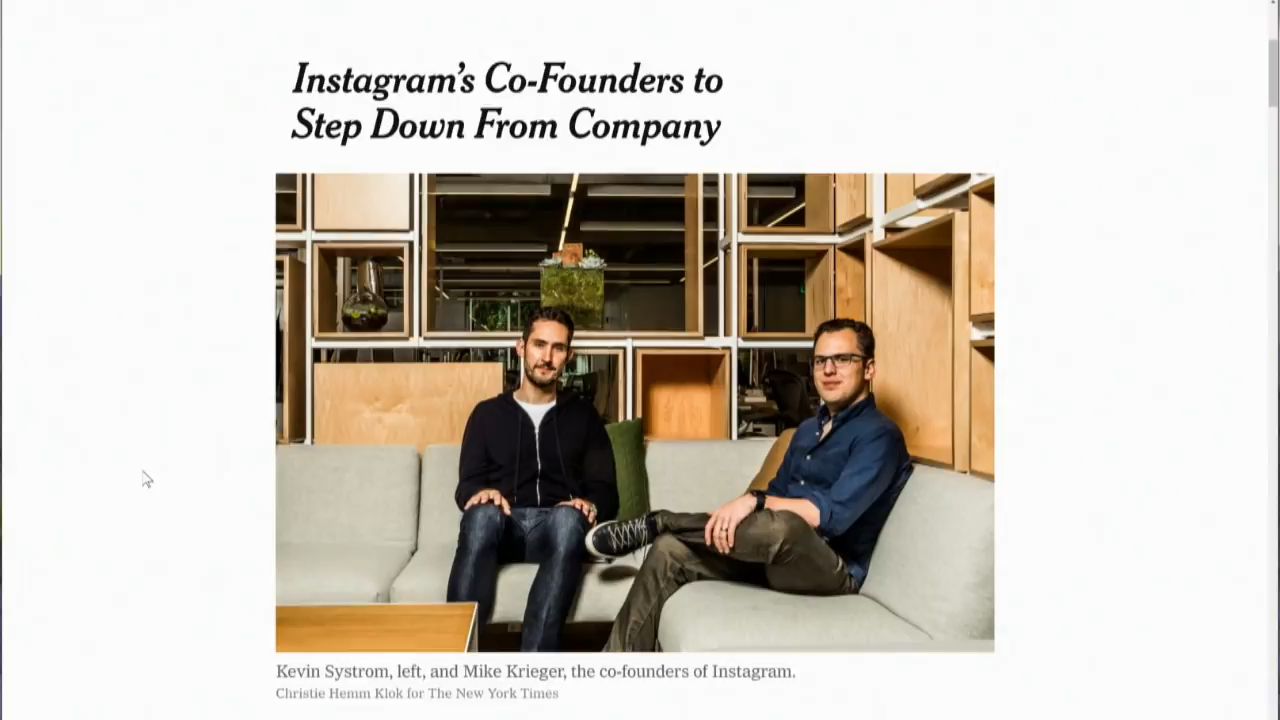 Instagram’s Co-Founders to
Step Down From Company
Kevin Systrom, left, and Mike Krieger, the co-founders of Instagram.
Christie Hemm Klok for The New York Times